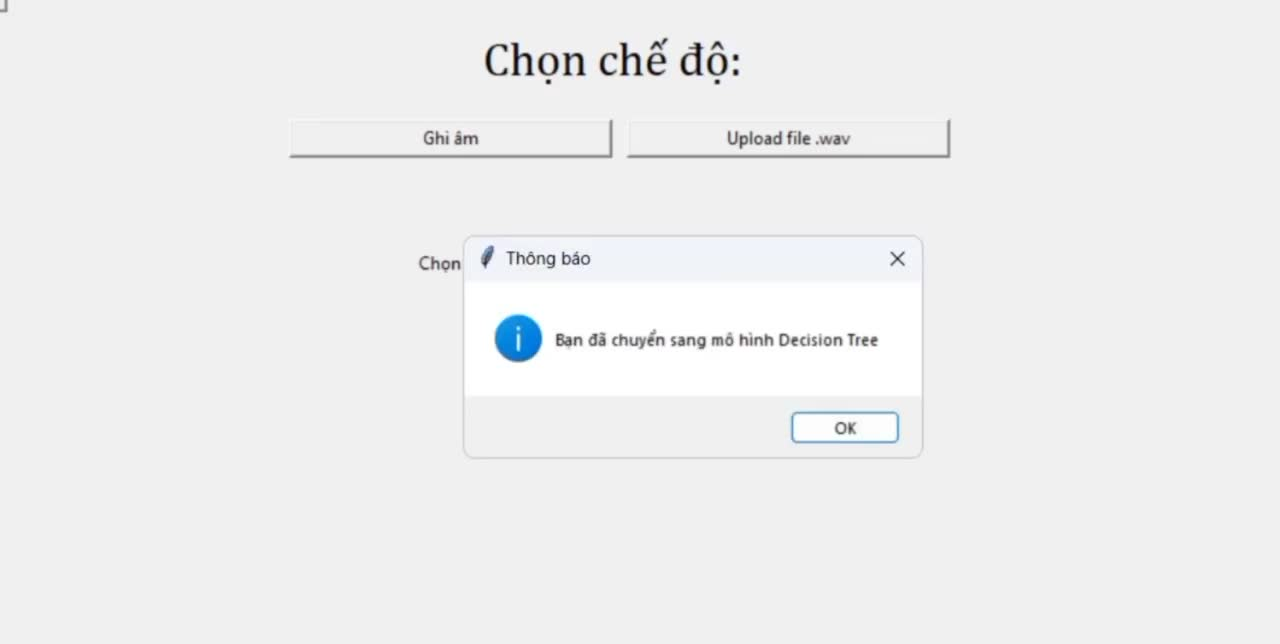 Chọn chế độ:
Ghi âm
Upload file .wav
Chọn
Thông báo
Bạn đã chuyển sang mô hình Decision Tree
OK